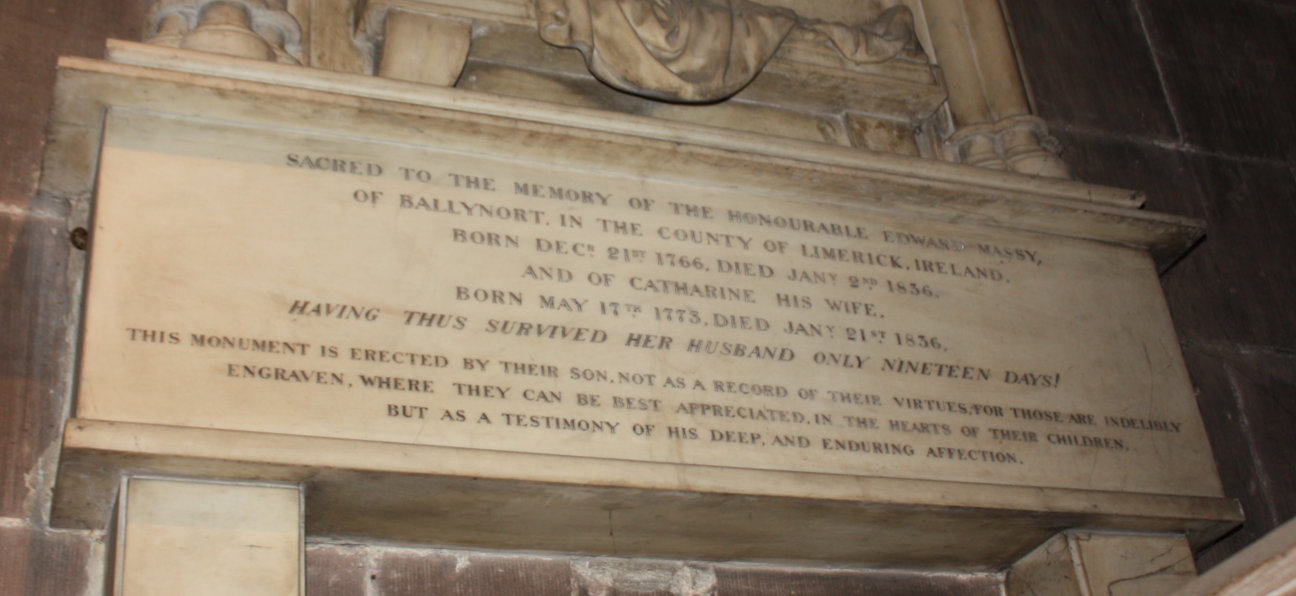 SACRED TO THE MEMORY OF THE HONOURABLE EDWARD MASSY,
OF BALLYNORT, IN THE COUNTY OF LIMERICK, IRELAND,
BORN DECR 21ST 1766, DIED JANY 2ND 1836,
AND OF CATHARINE HIS WIFE,
BORN MAY 17TH 1773, DIED JANY 21ST 1836,
HAVING THUS SURVIVED HER HUSBAND ONLY NINETEEN DAYS!
THIS MONUMENT IS ERECTED BY THEIR SON, NOT AS A RECORD OF THEIR VIRTUES, FOR THOSE ARE INDELIBLY
ENGRAVEN, WHERE THEY CAN BE BEST APPRECIATED, IN THE HEARTS OF THEIR CHILDREN,
BUT AS A TESTIMONY OF HIS DEEP, AND ENDURING AFFECTION.